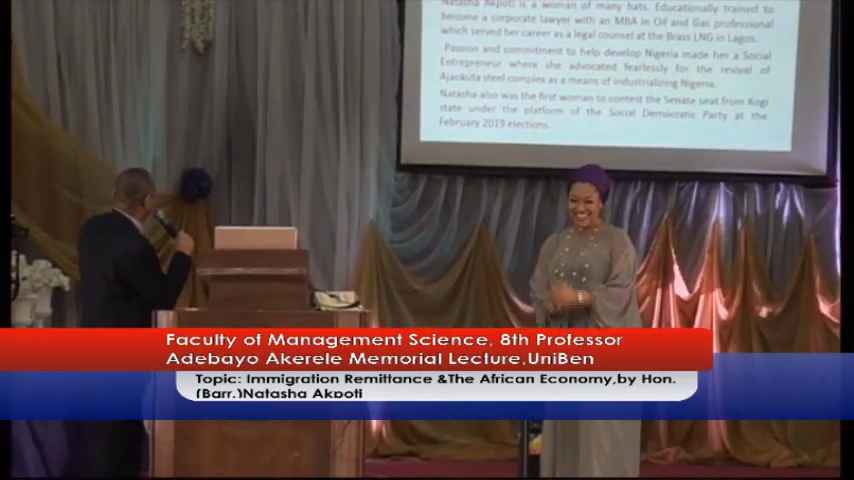 Natasha Akpoti is a woman of many hats. Educationally trained to
become a corporate lawyer with an MBA in Oil and Gas professional
which served her career as a legal counsel at the Brass LNG in Lagos.
Passion and commitment to help develop Nigeria made her a Social
Entrepreneur where she advocated fearlessly for the revival of
Ajaokuta steel complex as a means of industrializing Nigeria.
Natasha also was the first woman to contest the Senate seat from Kogi
state under the platform of the Social Democratic Party at the
February 2019 elections.
Faculty of Management Science, 8th Professor
Adebayo Akerele Memorial Lecture,UniBen
Topic: Immigration Remittance &The African Economy,by Hon.
(Barr.)Natasha Akpoti